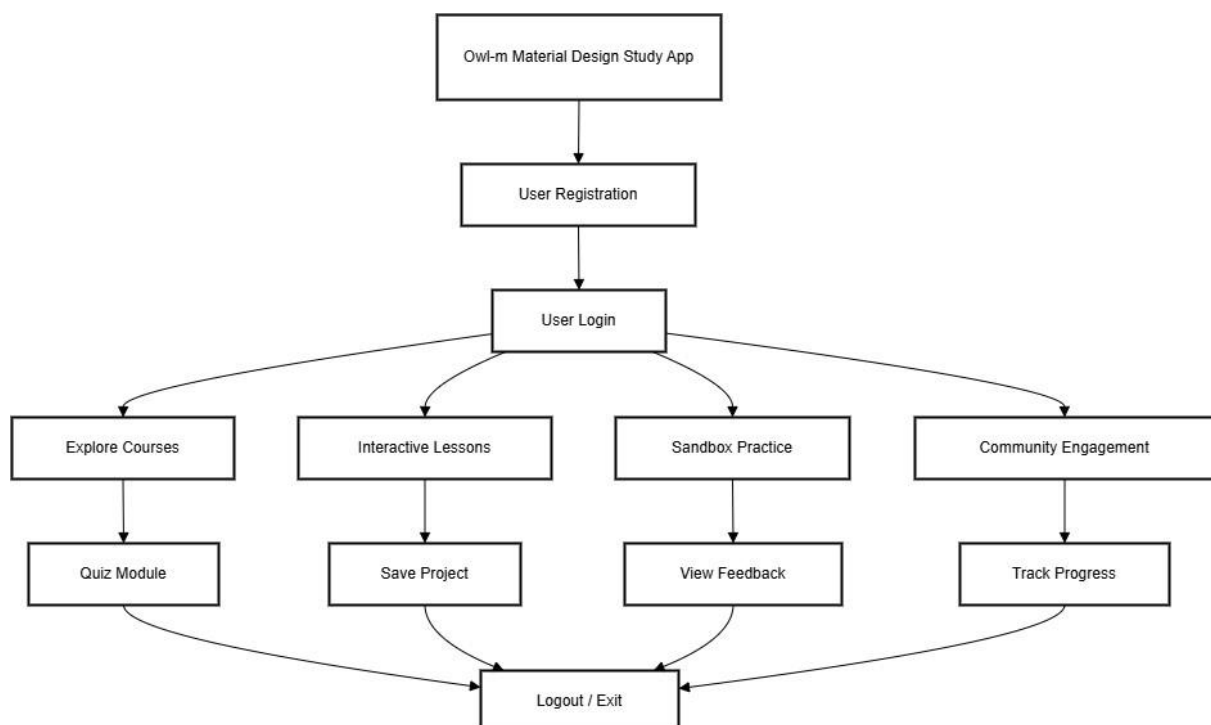 Owl-m Material Design Study App
User Registration
User Login
Explore Courses
Interactive Lessons
Sandbox Practice
Community Engagement
Quiz Module
Save Project
View Feedback
Track Progress
Logout / Exit